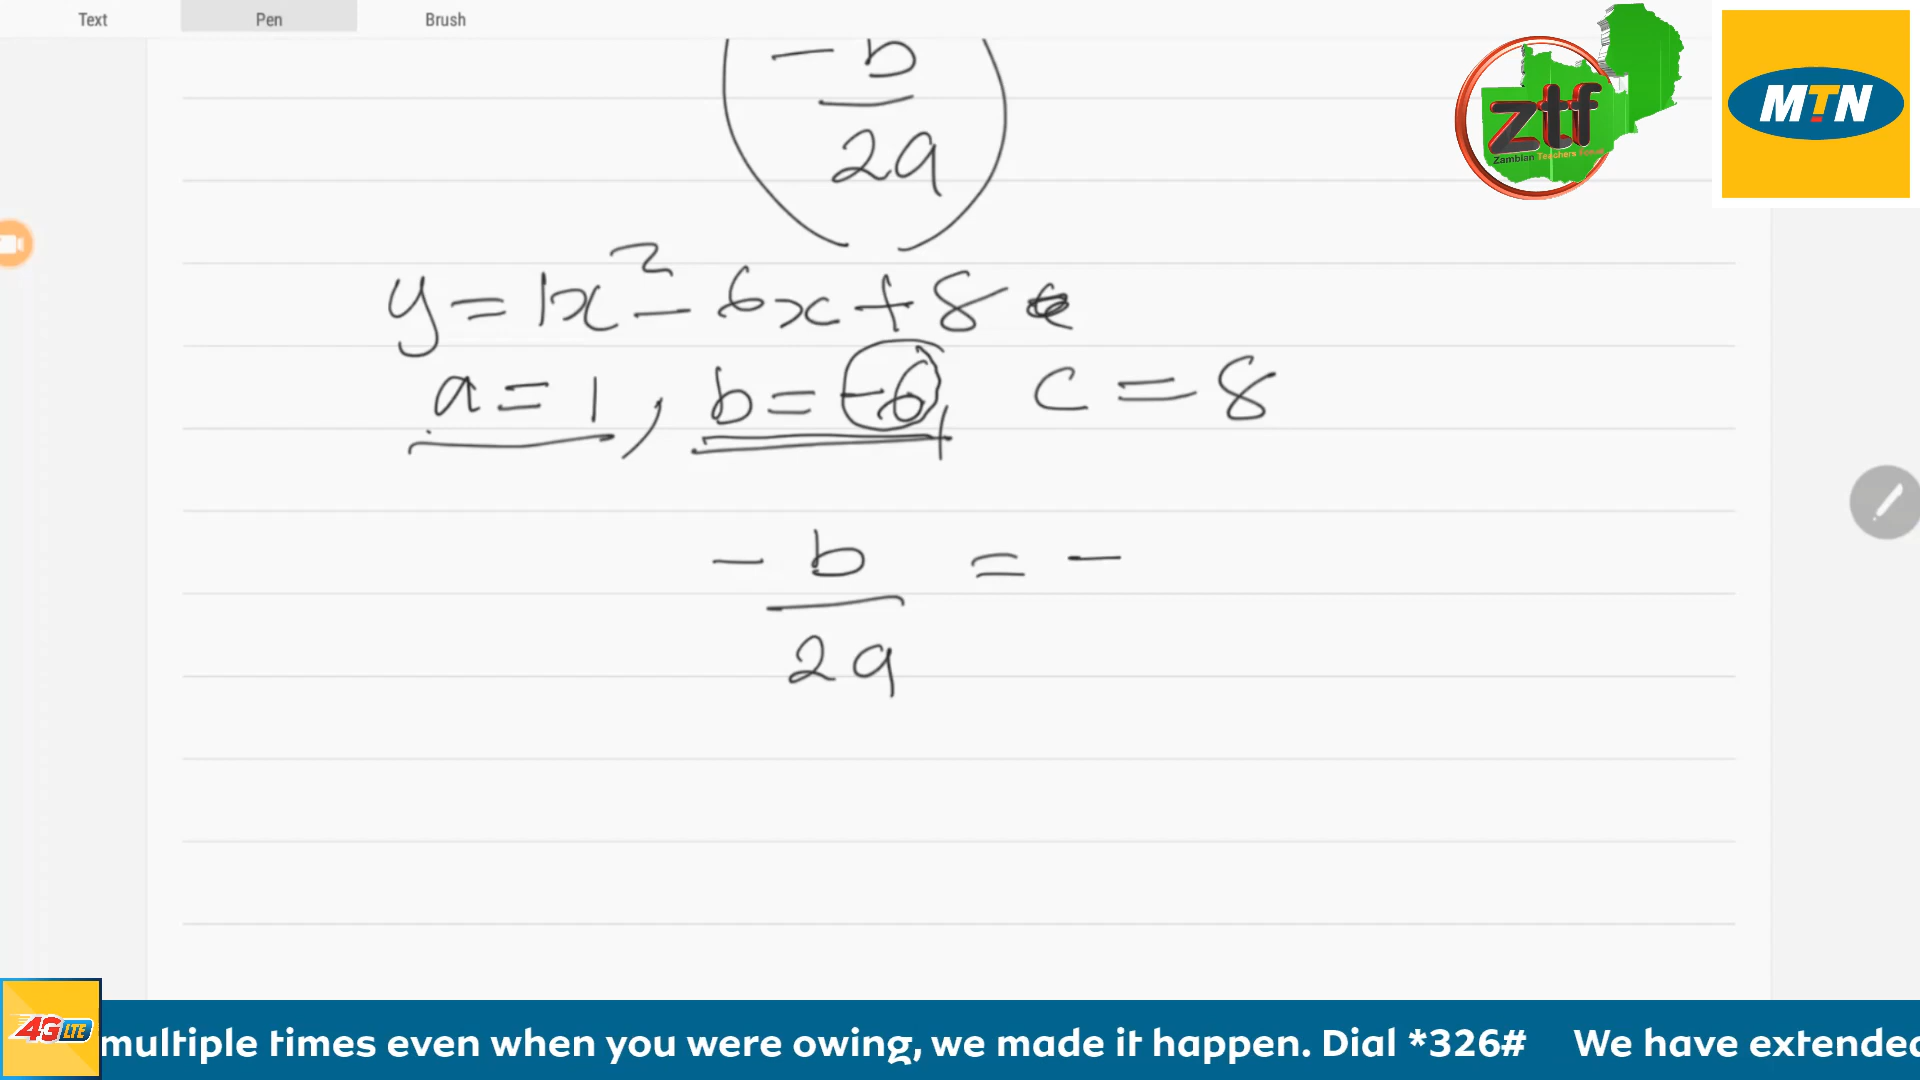 Text Pen Brush
-b
2a
ztf
Zambian Teachers Forum
MTN
y = 1x² - 6x + 8
a = 1, b = -6, c = 8
-b = -
2a
4G LTE
multiple times even when you were owing, we made it happen. Dial *326# We have extended